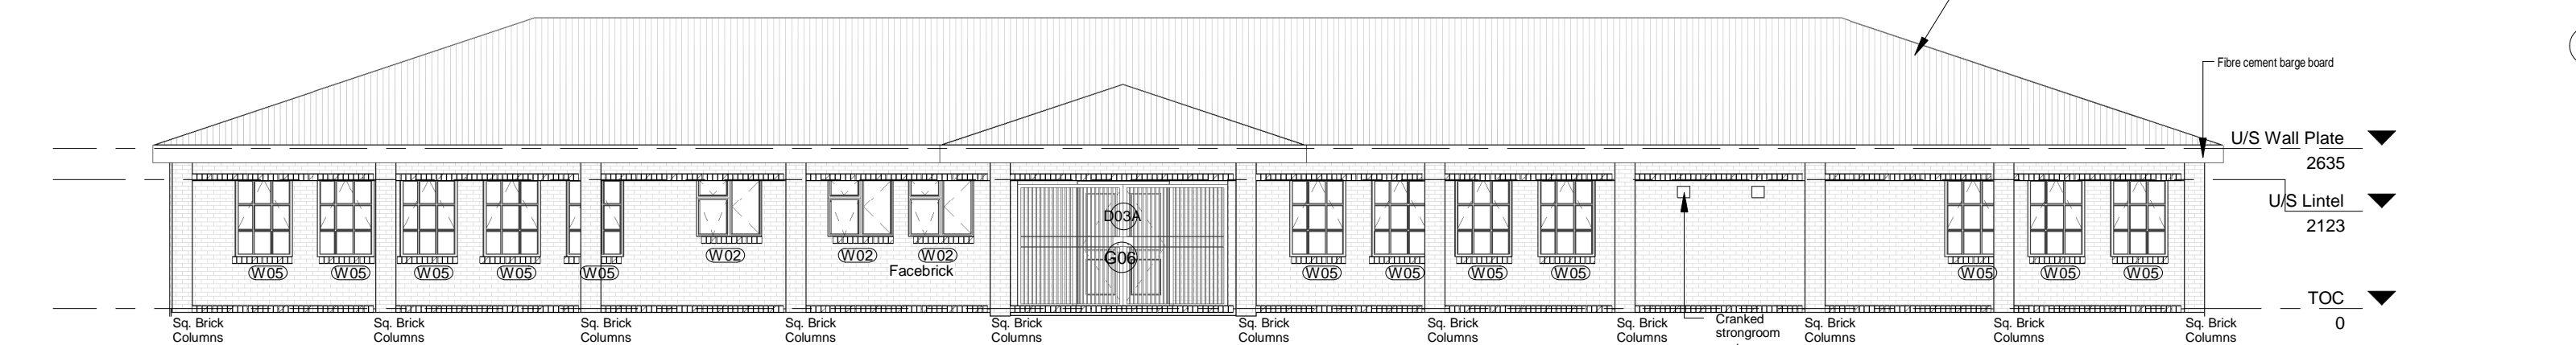 Fibre cement barge board
U/S Wall Plate
2635
U/S Lintel
2123
D03A
W02
W02
W02
G06
Facebrick
W05
W05
W05
W05
W05
W05
W05
W05
W05
W05
W05
W05
TOC
0
Sq. Brick
Columns
Sq. Brick
Columns
Sq. Brick
Columns
Sq. Brick
Columns
Sq. Brick
Columns
Sq. Brick
Columns
Sq. Brick
Columns
Sq. Brick
Columns
Cranked
strongroom
Sq. Brick
Columns
Sq. Brick
Columns
Sq. Brick
Columns